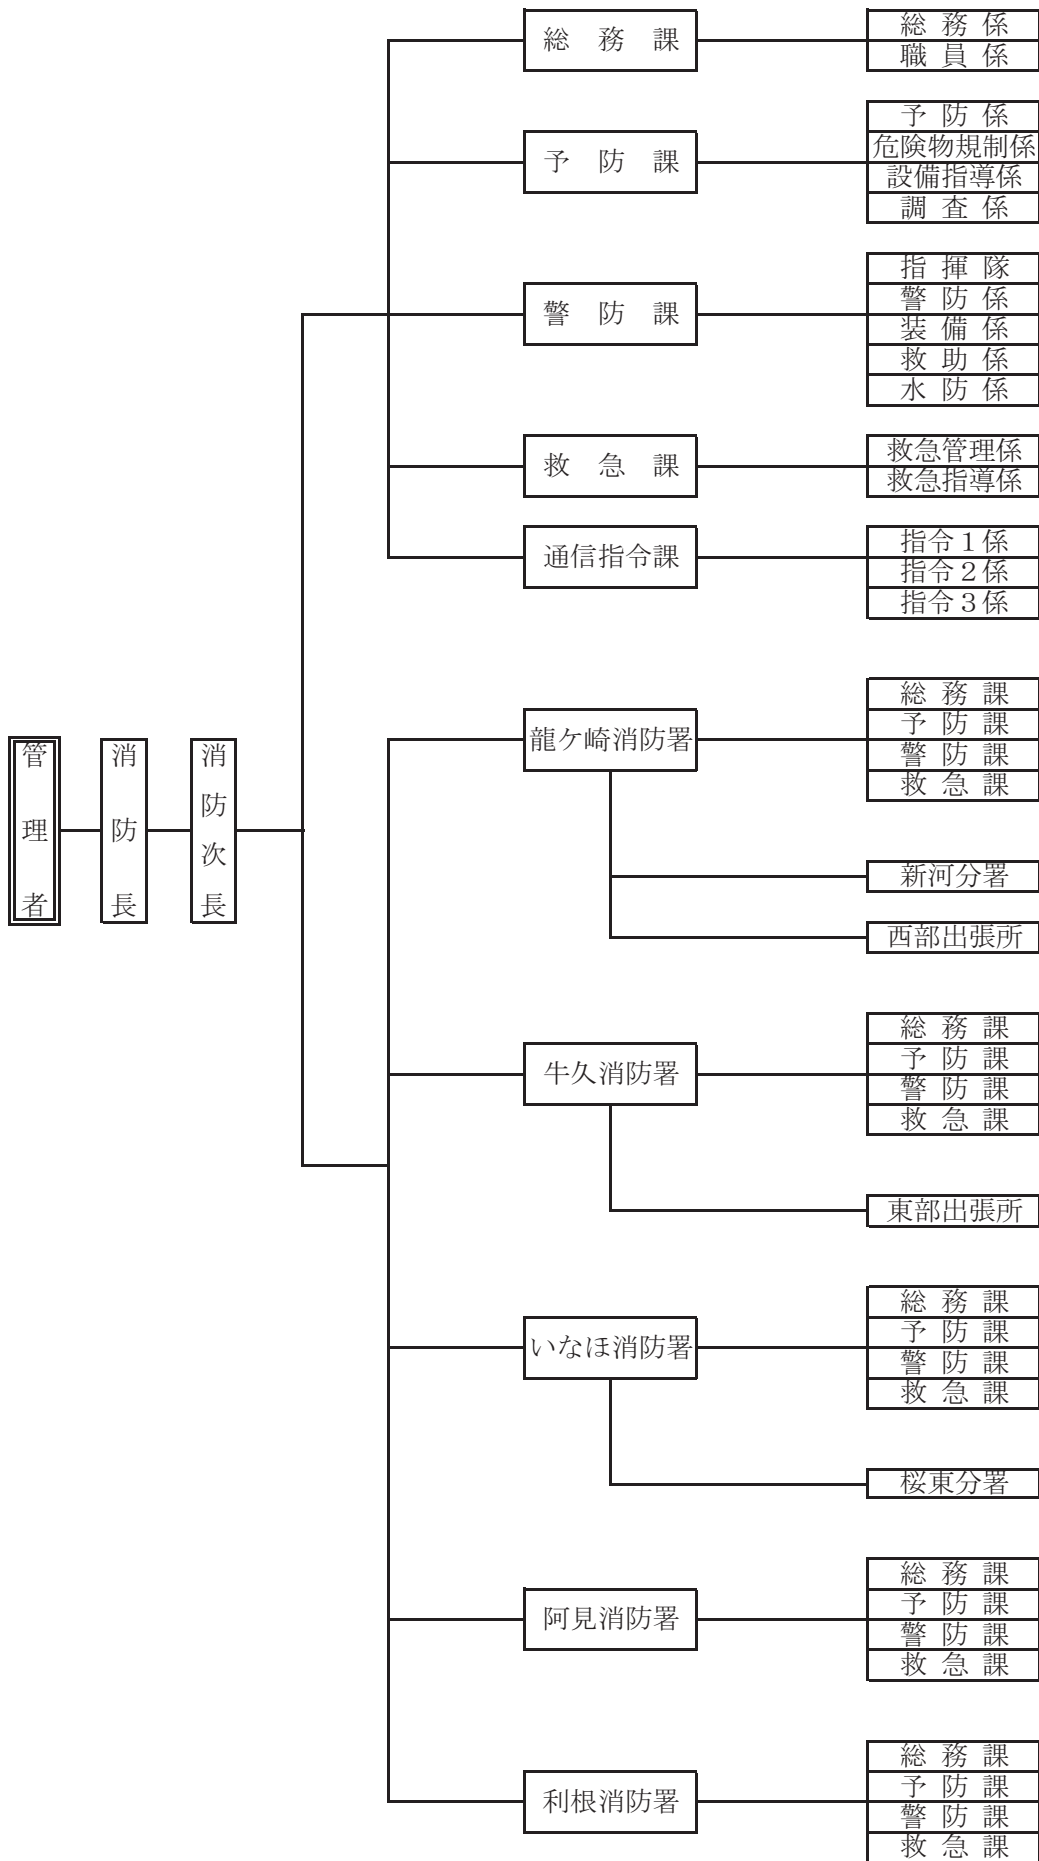 管理者
消防長
消防次長
総務課
総務係
職員係
予防課
予防係
危険物規制係
設備指導係
調査係
警防課
指揮隊
警防係
装備係
救助係
水防係
救急課
救急管理係
救急指導係
通信指令課
指令１係
指令２係
指令３係
龍ケ崎消防署
総務課
予防課
警防課
救急課
新河分署
西部出張所
牛久消防署
総務課
予防課
警防課
救急課
東部出張所
いなほ消防署
総務課
予防課
警防課
救急課
桜東分署
阿見消防署
総務課
予防課
警防課
救急課
利根消防署
総務課
予防課
警防課
救急課